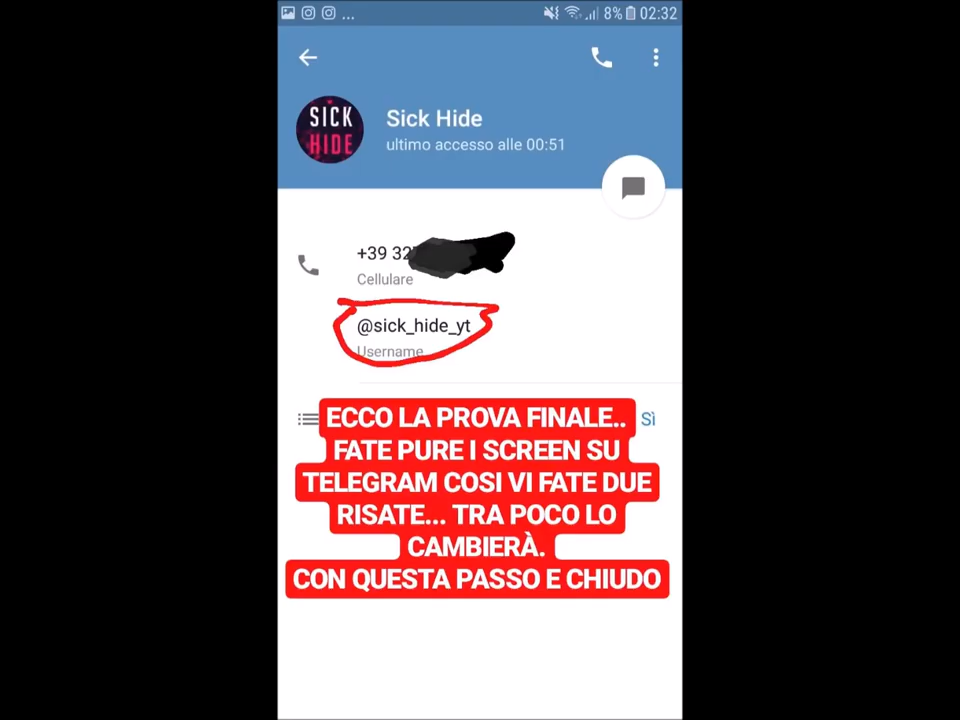 ... 8% 02:32
SICK
HIDE
Sick Hide
ultimo accesso alle 00:51
+39 32
Cellulare
@sick_hide_yt
Username
Sì
ECCO LA PROVA FINALE..
FATE PURE I SCREEN SU
TELEGRAM COSI VI FATE DUE
RISATE... TRA POCO LO
CAMBIERÀ.
CON QUESTA PASSO E CHIUDO